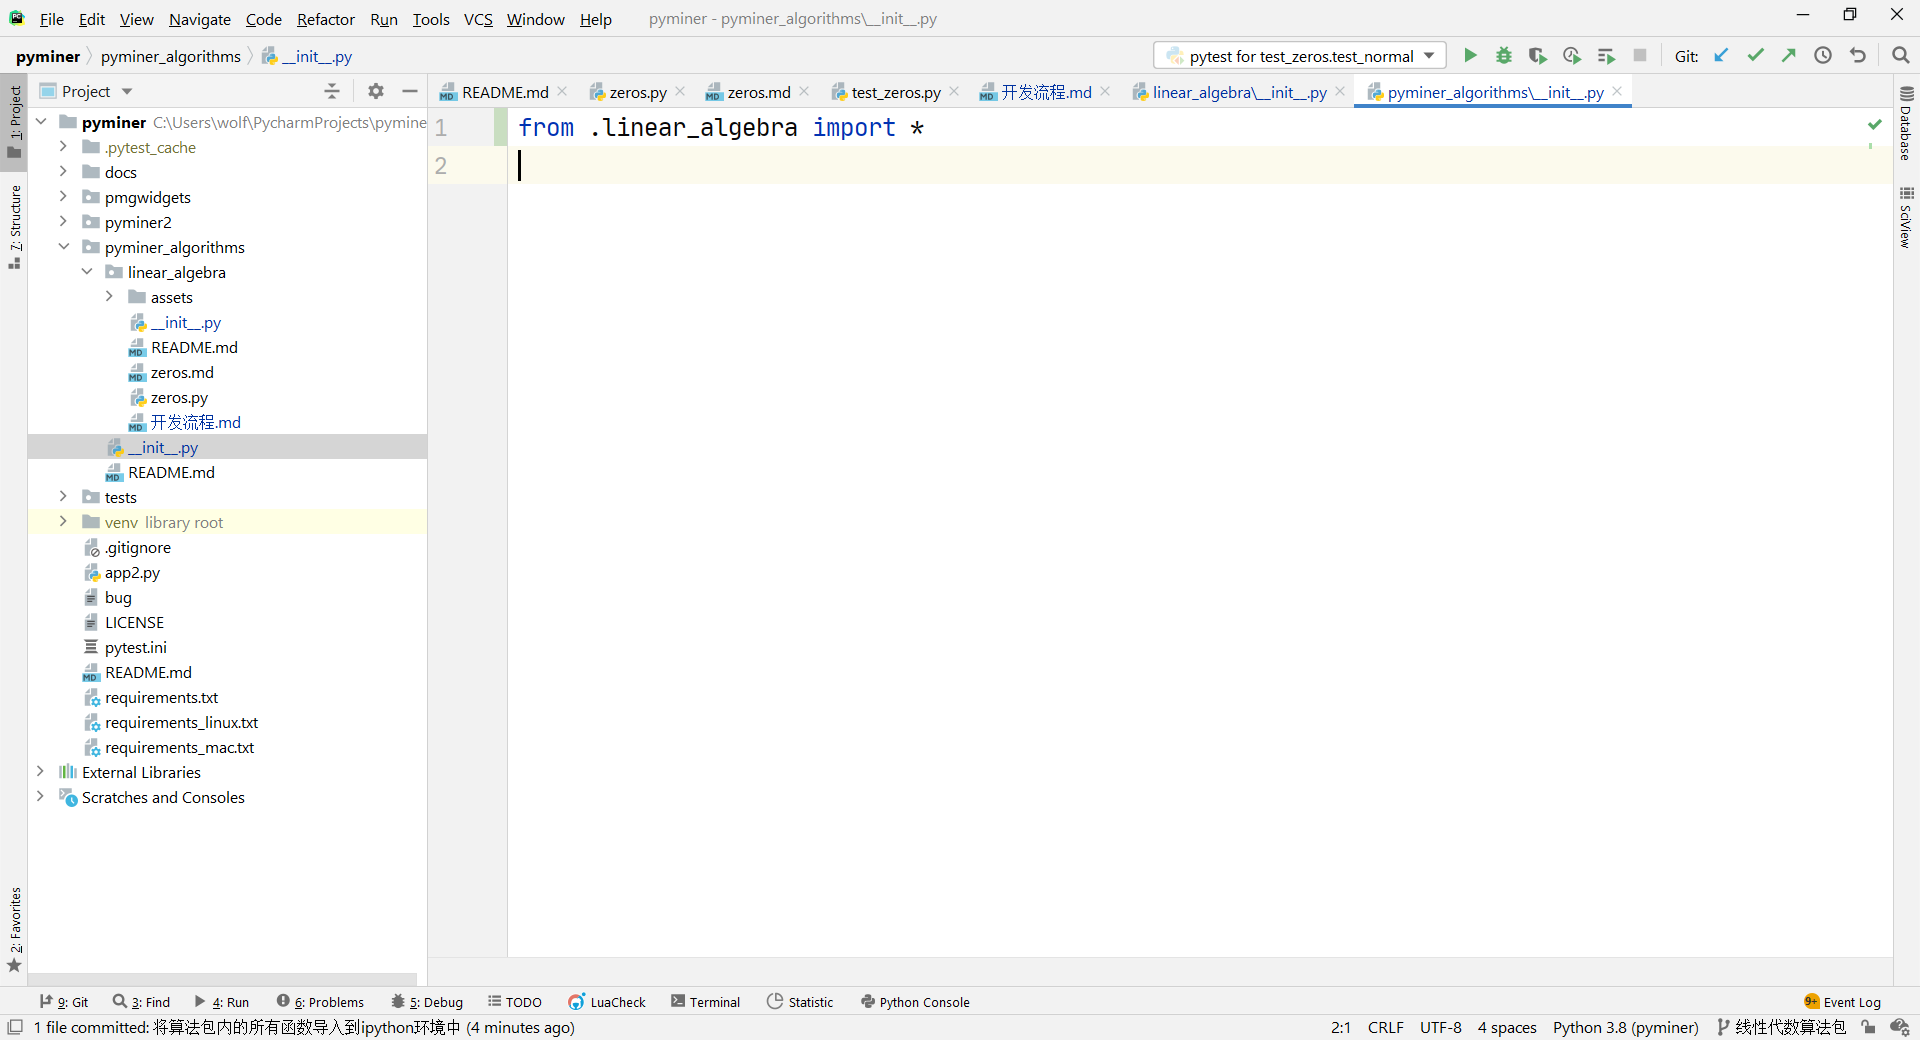 File Edit View Navigate Code Refactor Run Tools VCS Window Help pyminer - pyminer_algorithms\__init__.py
pyminer pyminer_algorithms __init__.py pytest for test_zeros.test_normal Git:
Project README.md zeros.py zeros.md test_zeros.py 开发流程.md linear_algebra\__init__.py pyminer_algorithms\__init__.py
1: Project
7: Structure
2: Favorites
pyminer C:\Users\wolf\PycharmProjects\pymine
.pytest_cache
docs
pmgwidgets
pyminer2
pyminer_algorithms
linear_algebra
assets
__init__.py
README.md
zeros.md
zeros.py
开发流程.md
__init__.py
README.md
tests
venv library root
.gitignore
app2.py
bug
LICENSE
pytest.ini
README.md
requirements.txt
requirements_linux.txt
requirements_mac.txt
External Libraries
Scratches and Consoles
1 from .linear_algebra import *
2
Database
SciView
9: Git 3: Find 4: Run 6: Problems 5: Debug TODO LuaCheck Terminal Statistic Python Console 9+ Event Log
1 file committed: 将算法包内的所有函数导入到ipython环境中 (4 minutes ago) 2:1 CRLF UTF-8 4 spaces Python 3.8 (pyminer) 线性代数算法包